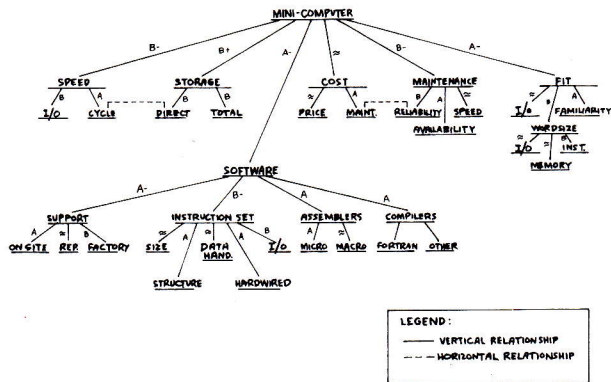 MINI-COMPUTER
B- B+ A- ≈ B- A-
SPEED STORAGE COST MAINTENANCE FIT
B A B B ≈ A B A ≈ ≈ B A
I/O CYCLE DIRECT TOTAL PRICE MAINT. RELIABILITY SPEED I/O FAMILIARITY
AVAILABILITY WORDSIZE
≈ ≈ B
I/O INST.
MEMORY
SOFTWARE
A- B- A A
SUPPORT INSTRUCTION SET ASSEMBLERS COMPILERS
A ≈ B ≈ A ≈ A B A ≈
ON SITE REP. FACTORY SIZE DATA HAND. I/O MICRO MACRO FORTRAN OTHER
STRUCTURE HARDWIRED
LEGEND:
VERTICAL RELATIONSHIP
HORIZONTAL RELATIONSHIP